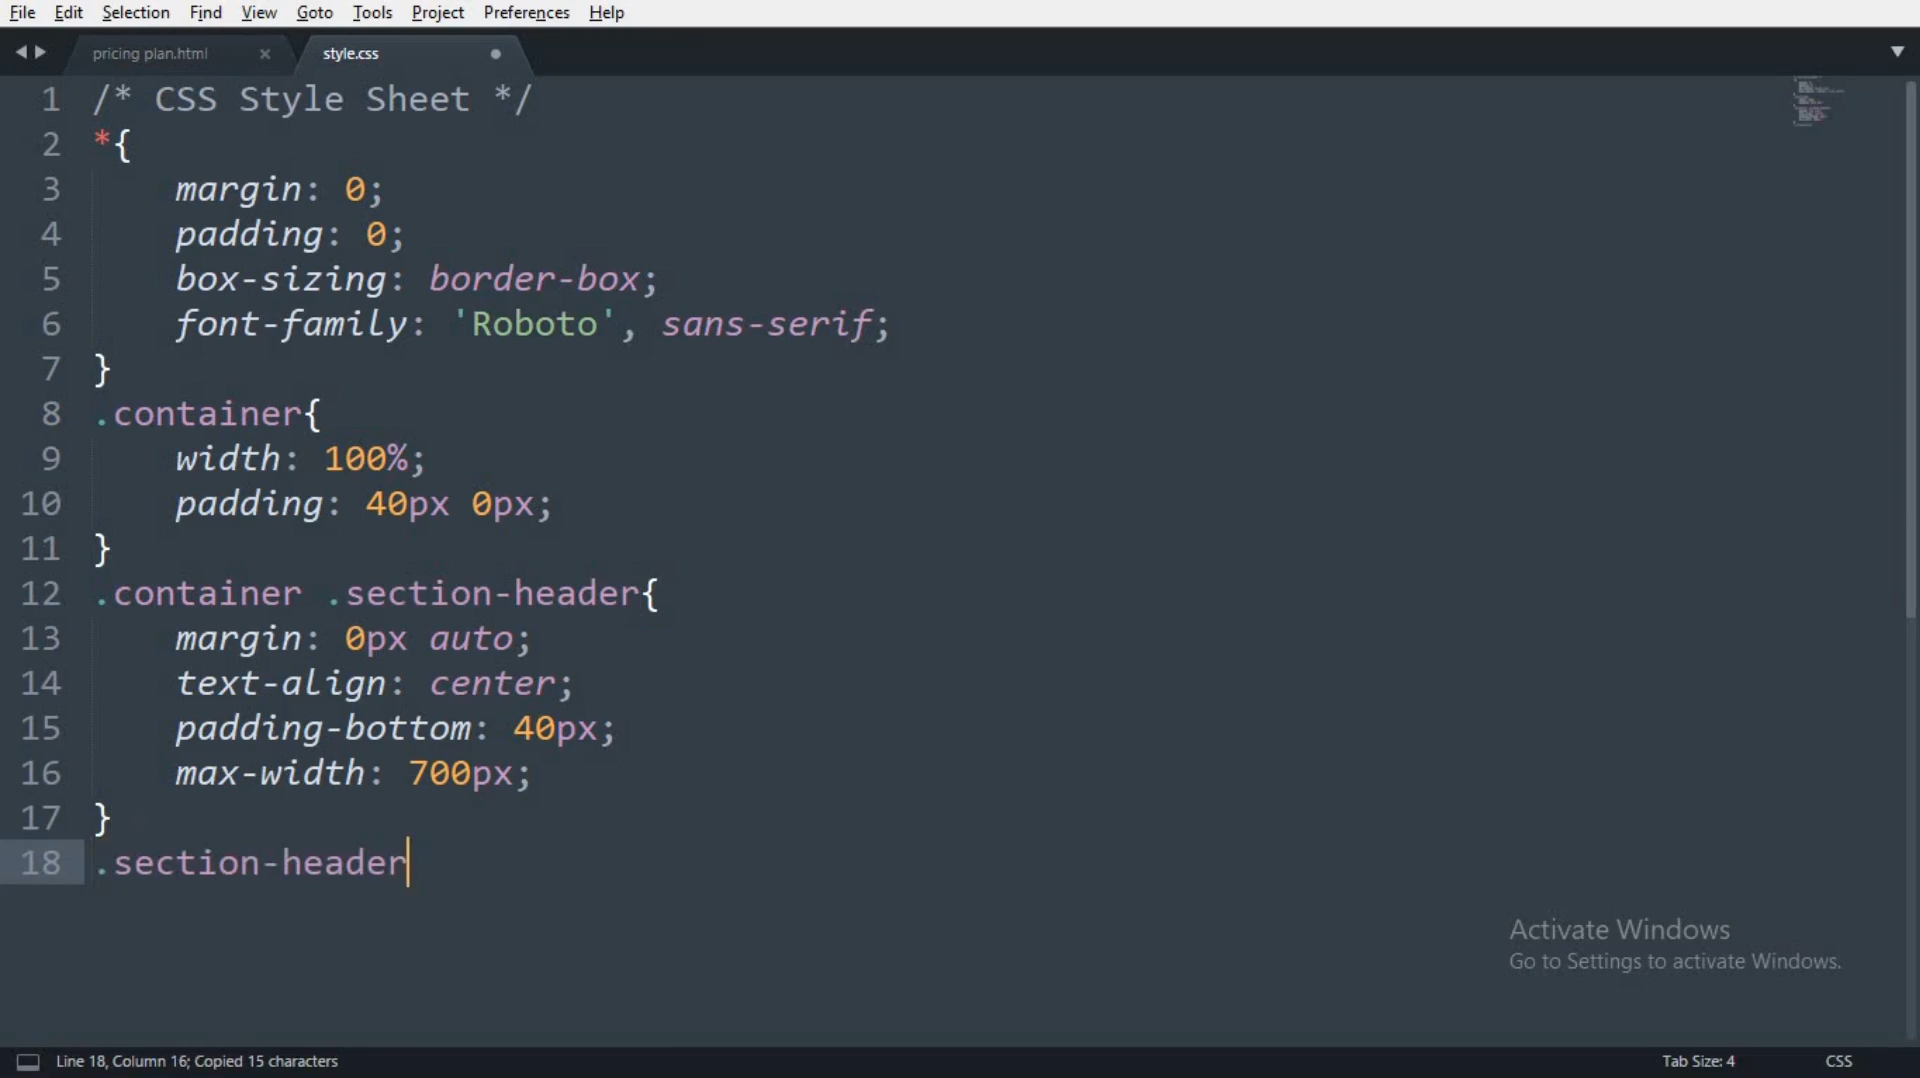 File Edit Selection Find View Goto Tools Project Preferences Help
pricing plan.html × style.css
1 /* CSS Style Sheet */
2 *{
3 margin: 0;
4 padding: 0;
5 box-sizing: border-box;
6 font-family: 'Roboto', sans-serif;
7 }
8 .container{
9 width: 100%;
10 padding: 40px 0px;
11 }
12 .container .section-header{
13 margin: 0px auto;
14 text-align: center;
15 padding-bottom: 40px;
16 max-width: 700px;
17 }
18 .section-header
Activate Windows
Go to Settings to activate Windows.
Line 18, Column 16; Copied 15 characters Tab Size: 4 CSS